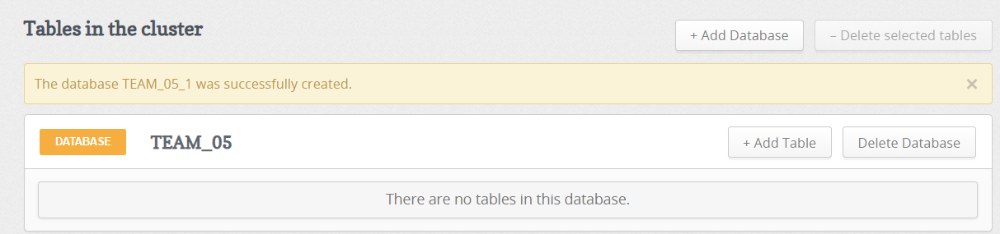 Tables in the cluster
+ Add Database
– Delete selected tables
The database TEAM_05_1 was successfully created.
×
DATABASE
TEAM_05
+ Add Table
Delete Database
There are no tables in this database.